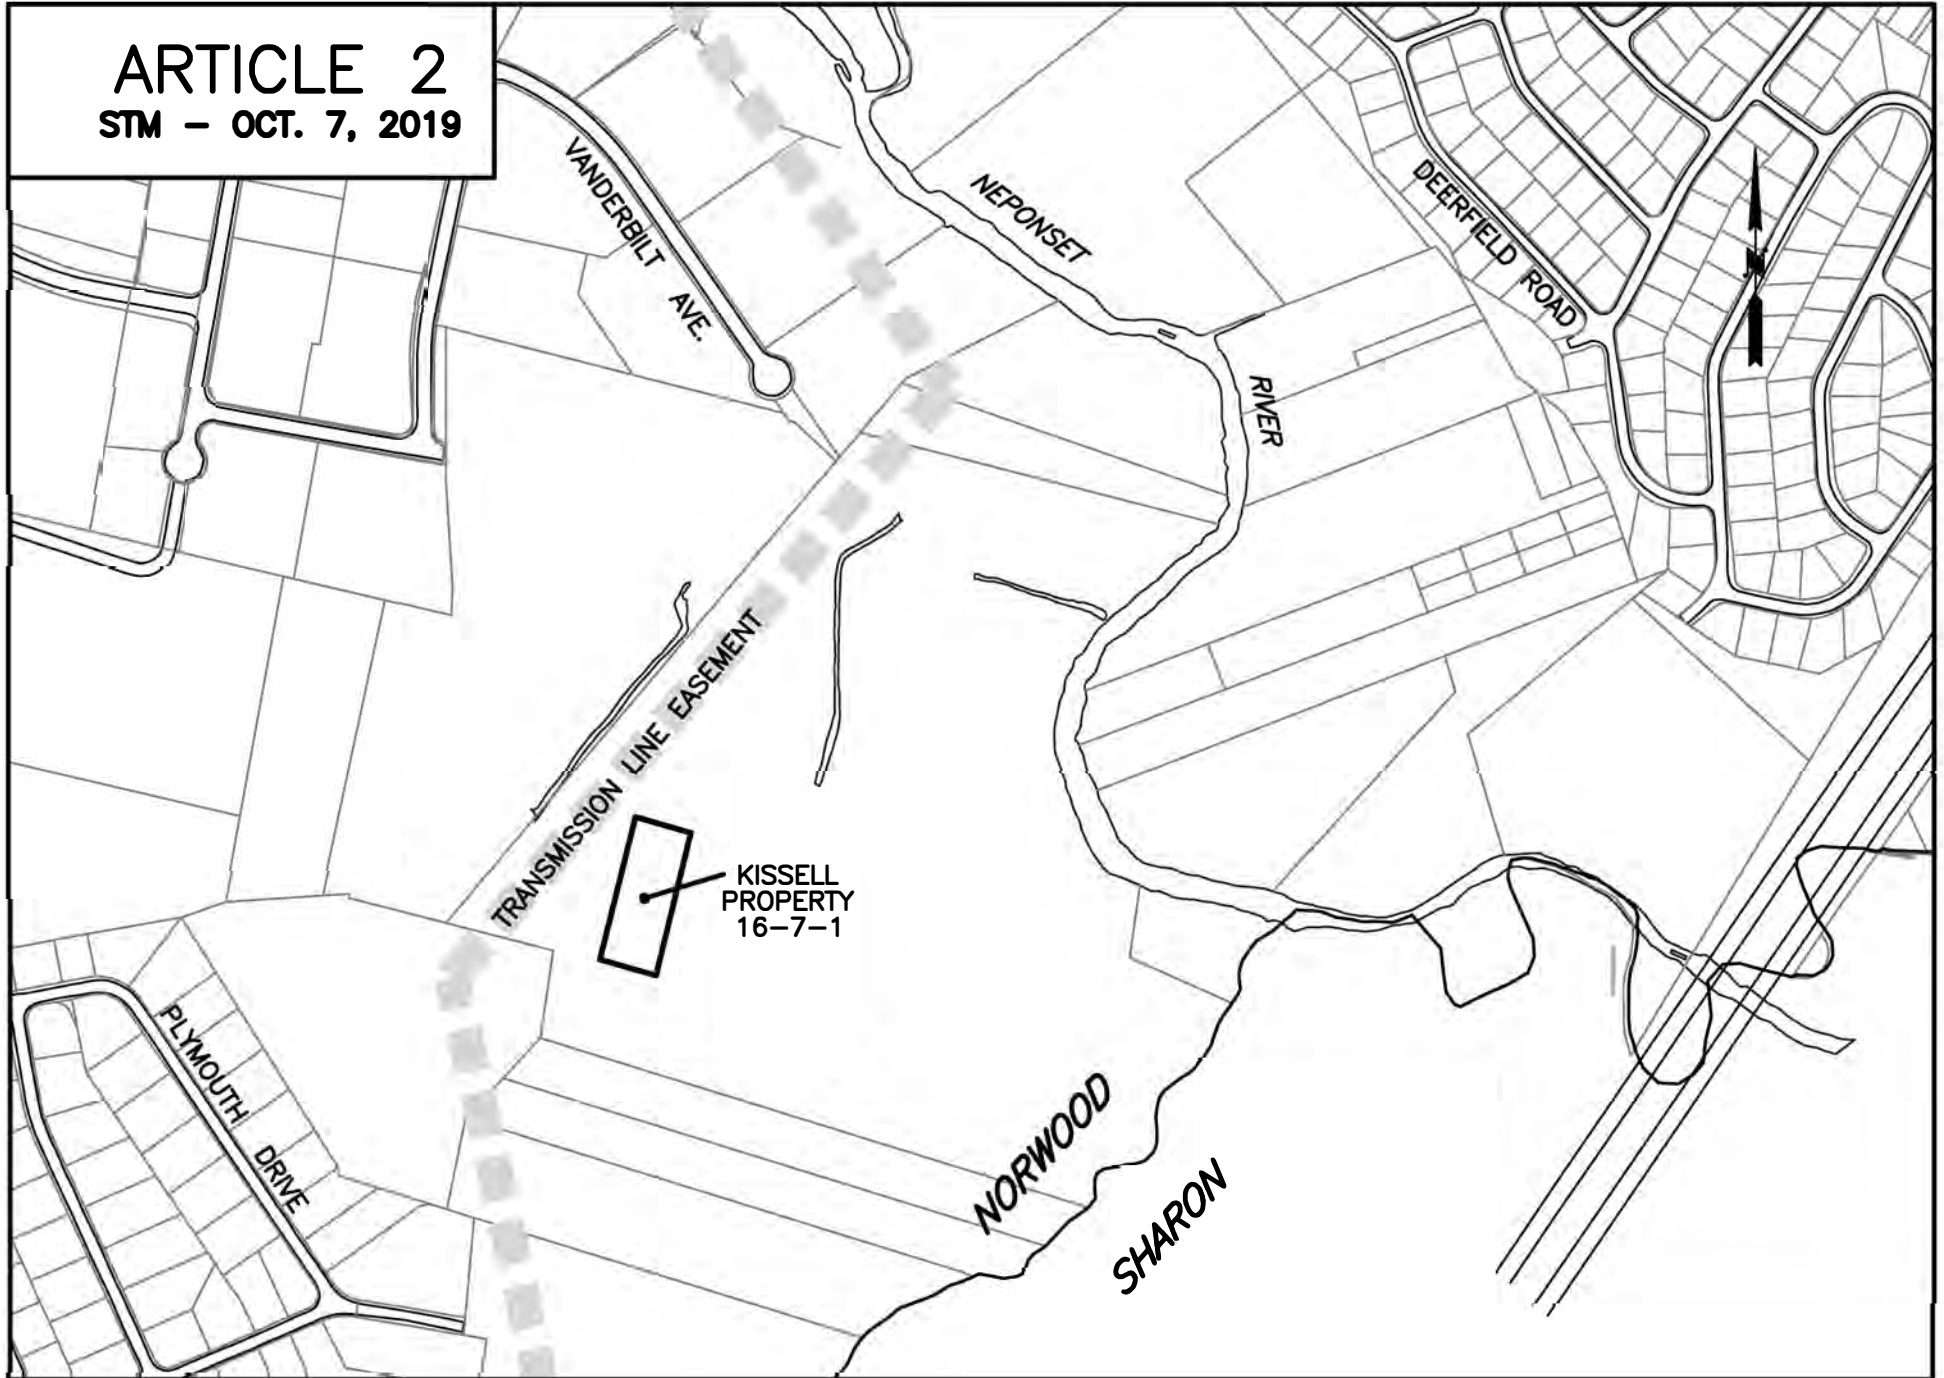 ARTICLE 2
STM - OCT. 7, 2019
VANDERBILT AVE.
NEPONSET RIVER
DEERFIELD ROAD
N
TRANSMISSION LINE EASEMENT
KISSELL
PROPERTY
16-7-1
PLYMOUTH DRIVE
NORWOOD
SHARON